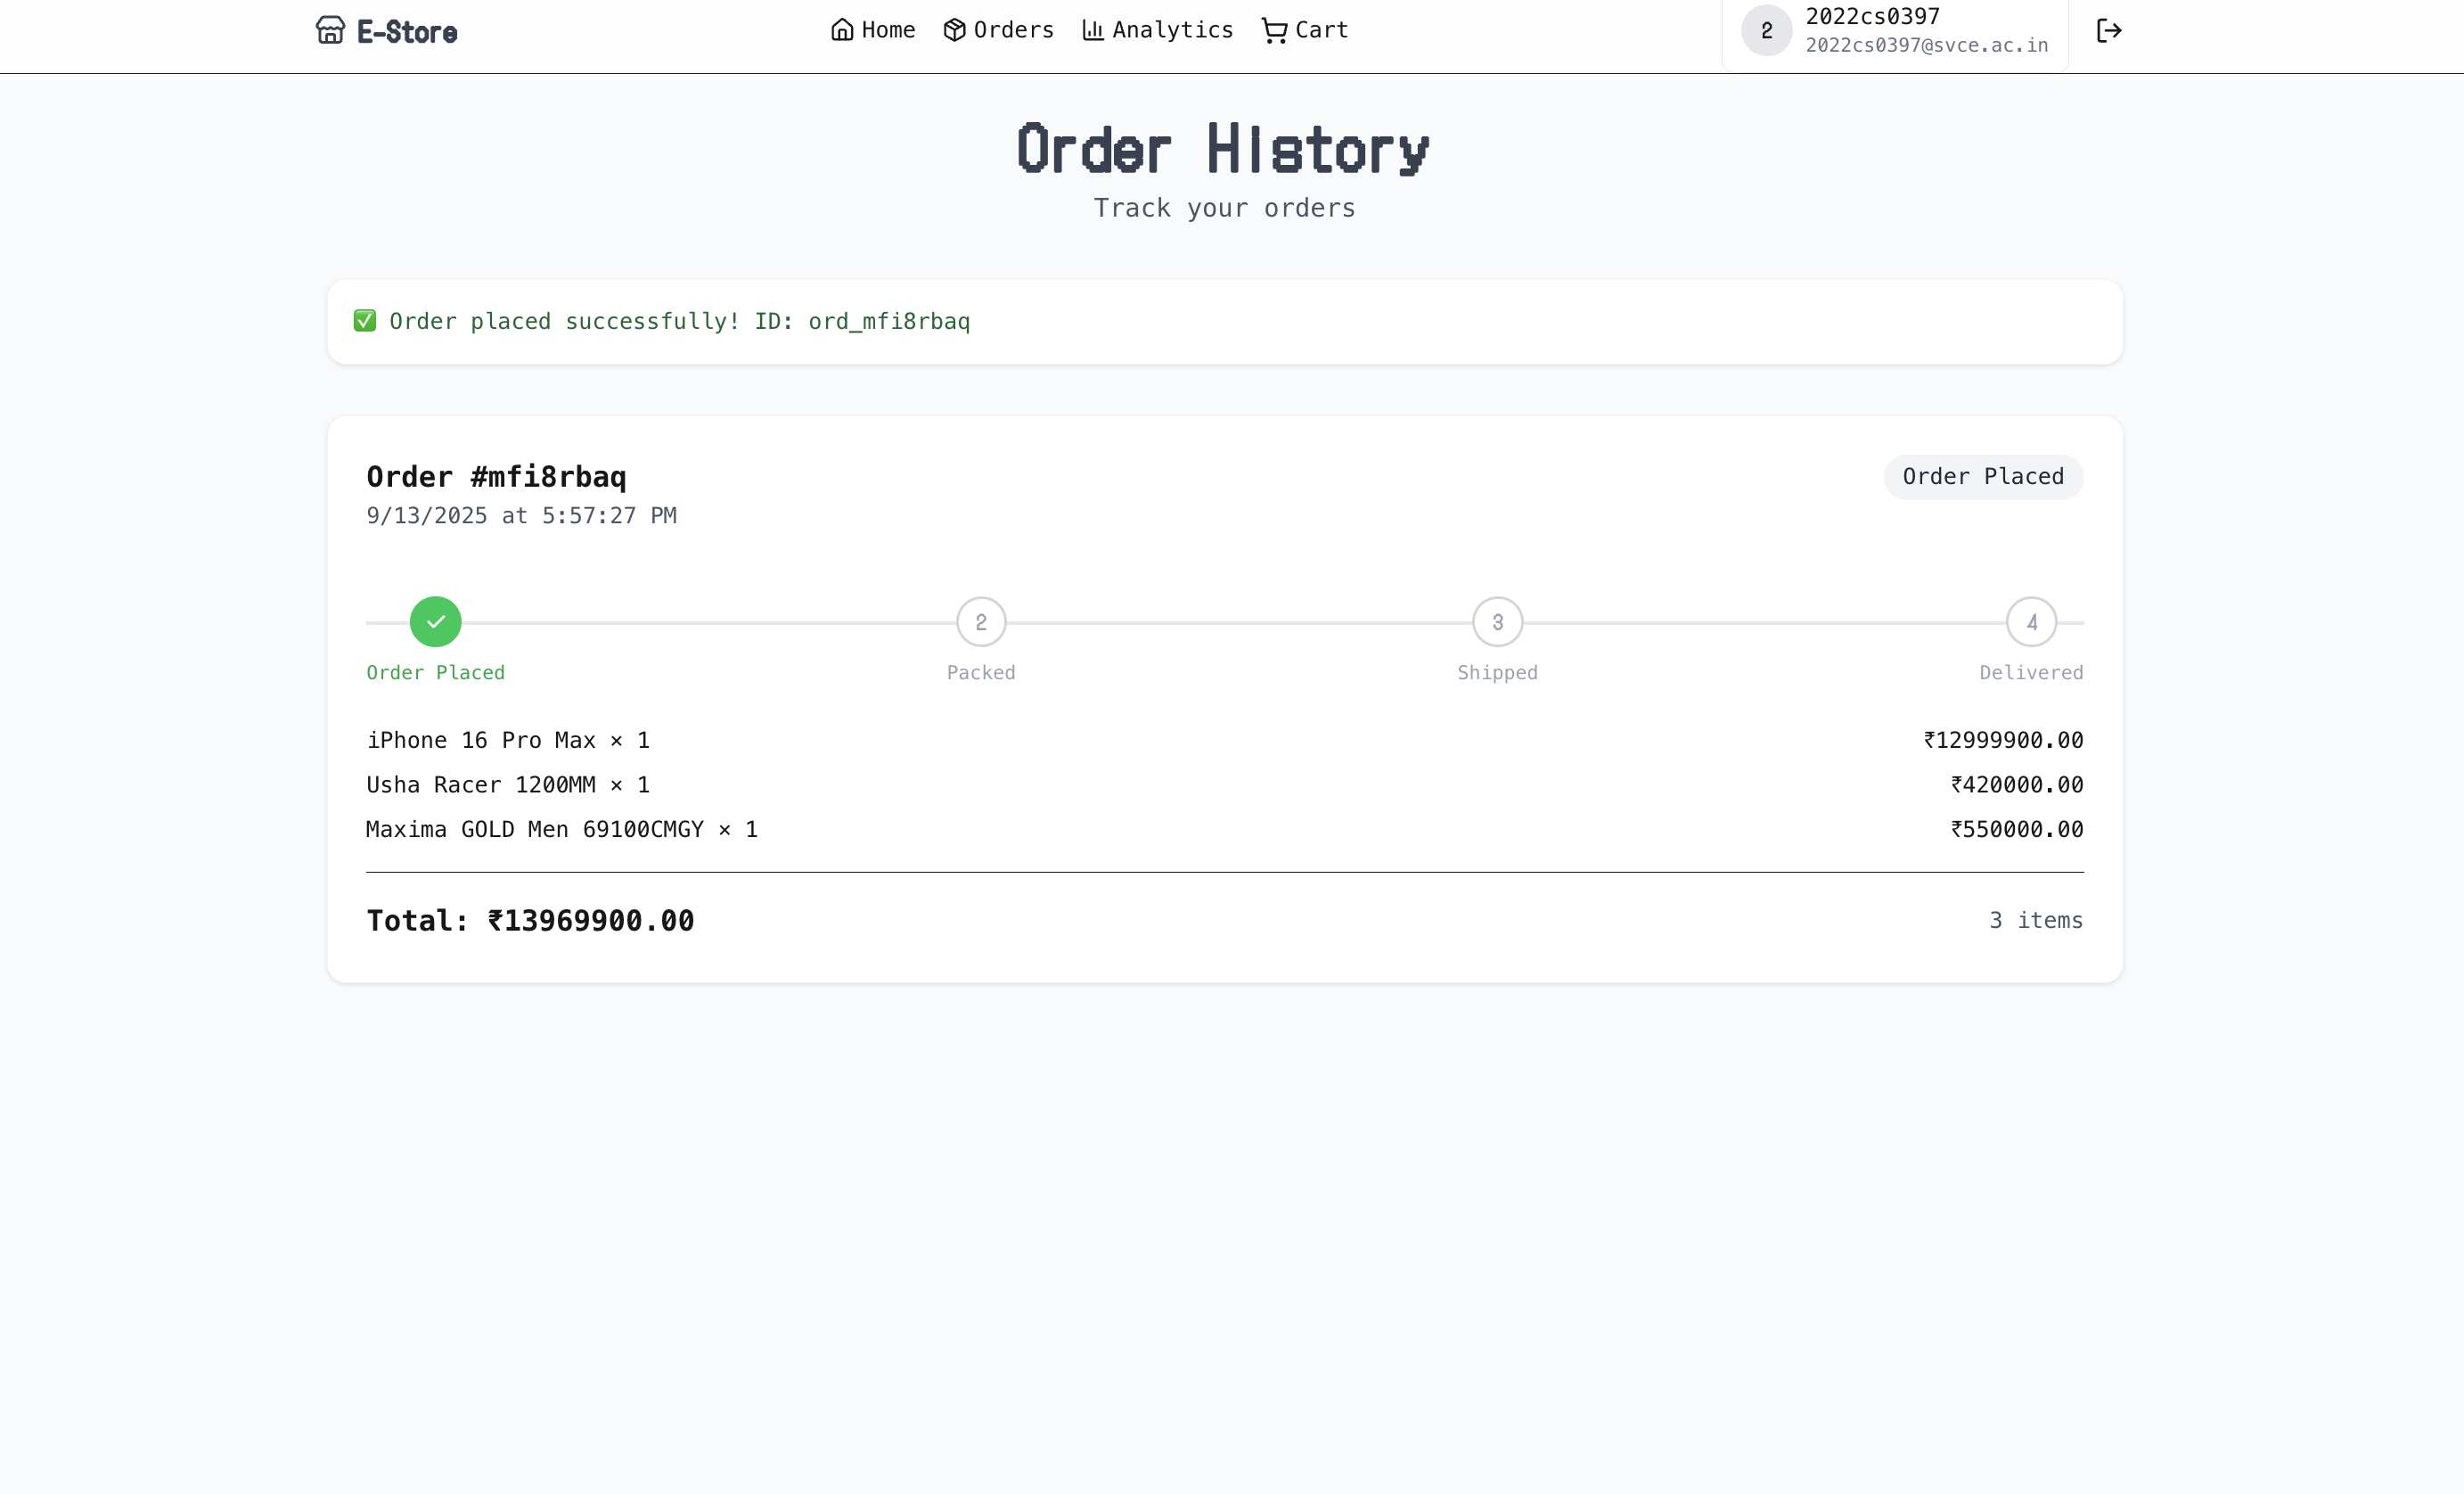 E-Store
Home
Orders
Analytics
Cart
2
2022cs0397
2022cs0397@svce.ac.in
Order History
Track your orders
✅ Order placed successfully! ID: ord_mfi8rbaq
Order #mfi8rbaq
Order Placed
9/13/2025 at 5:57:27 PM
2
3
4
Order Placed
Packed
Shipped
Delivered
iPhone 16 Pro Max × 1
₹12999900.00
Usha Racer 1200MM × 1
₹420000.00
Maxima GOLD Men 69100CMGY × 1
₹550000.00
Total: ₹13969900.00
3 items